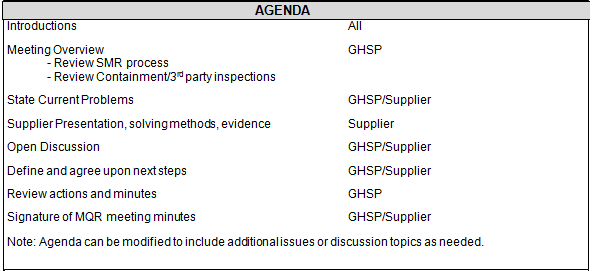 AGENDA
Introductions All
Meeting Overview GHSP
- Review SMR process
- Review Containment/3rd party inspections
State Current Problems GHSP/Supplier
Supplier Presentation, solving methods, evidence Supplier
Open Discussion GHSP/Supplier
Define and agree upon next steps GHSP/Supplier
Review actions and minutes GHSP
Signature of MQR meeting minutes GHSP/Supplier
Note: Agenda can be modified to include additional issues or discussion topics as needed.